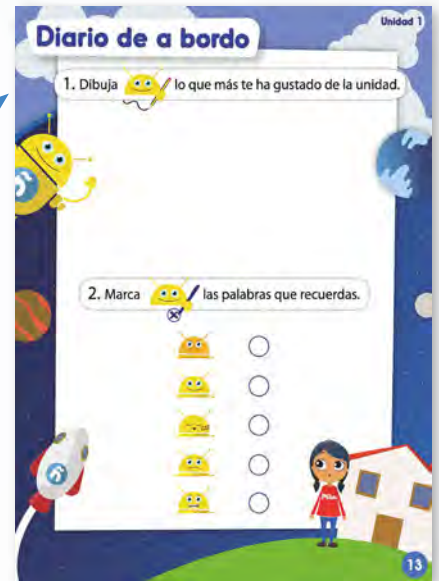 Unidad 1
Diario de a bordo
1. Dibuja lo que más te ha gustado de la unidad.
2. Marca las palabras que recuerdas.
Pilar
13